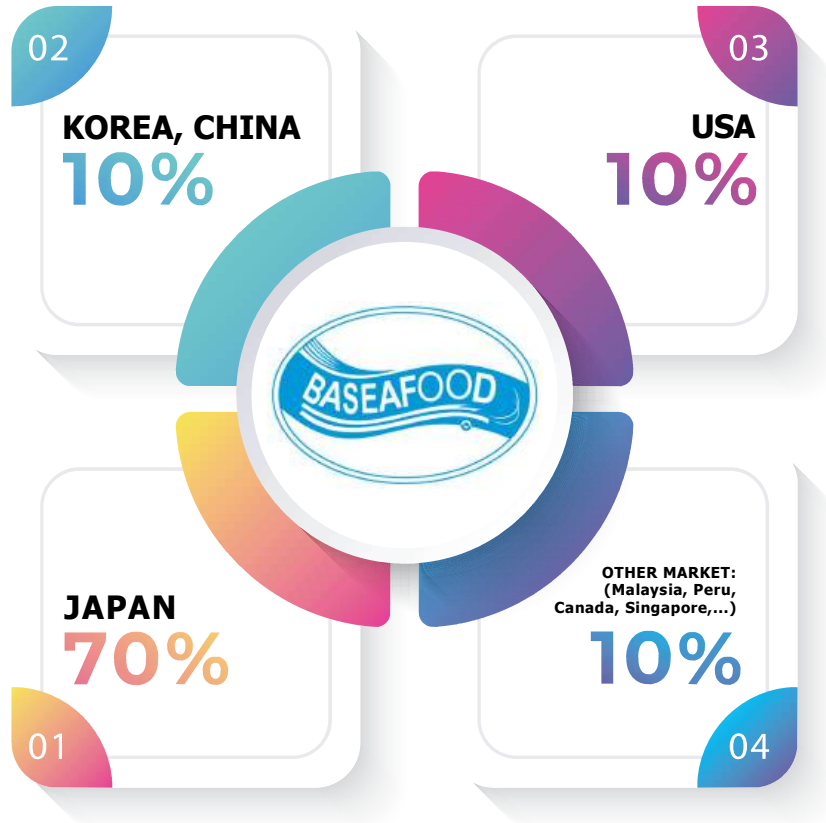 02
KOREA, CHINA
10%
03
USA
10%
BASEAFOOD
JAPAN
70%
01
OTHER MARKET:
(Malaysia, Peru,
Canada, Singapore,...)
10%
04